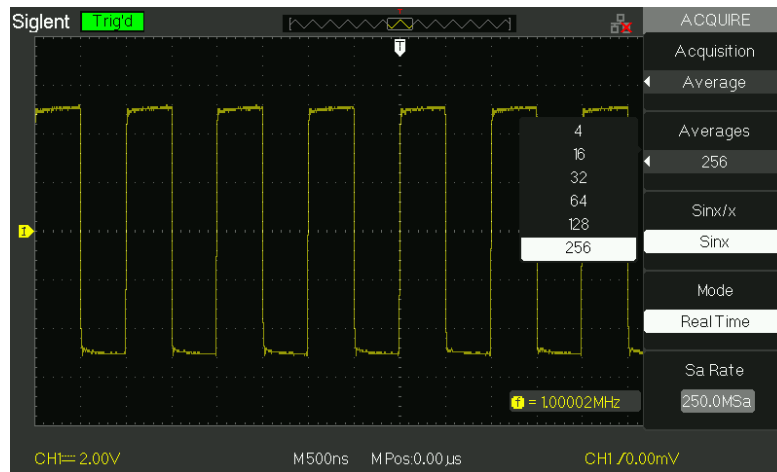 Siglent Trig'd
T
ACQUIRE
Acquisition
Average
Averages
256
4
16
32
64
128
256
Sinx/x
Sinx
Mode
Real Time
Sa Rate
250.0MSa
f = 1.00002MHz
CH1 2.00V M 500ns M Pos:0.00µs CH1 /0.00mV